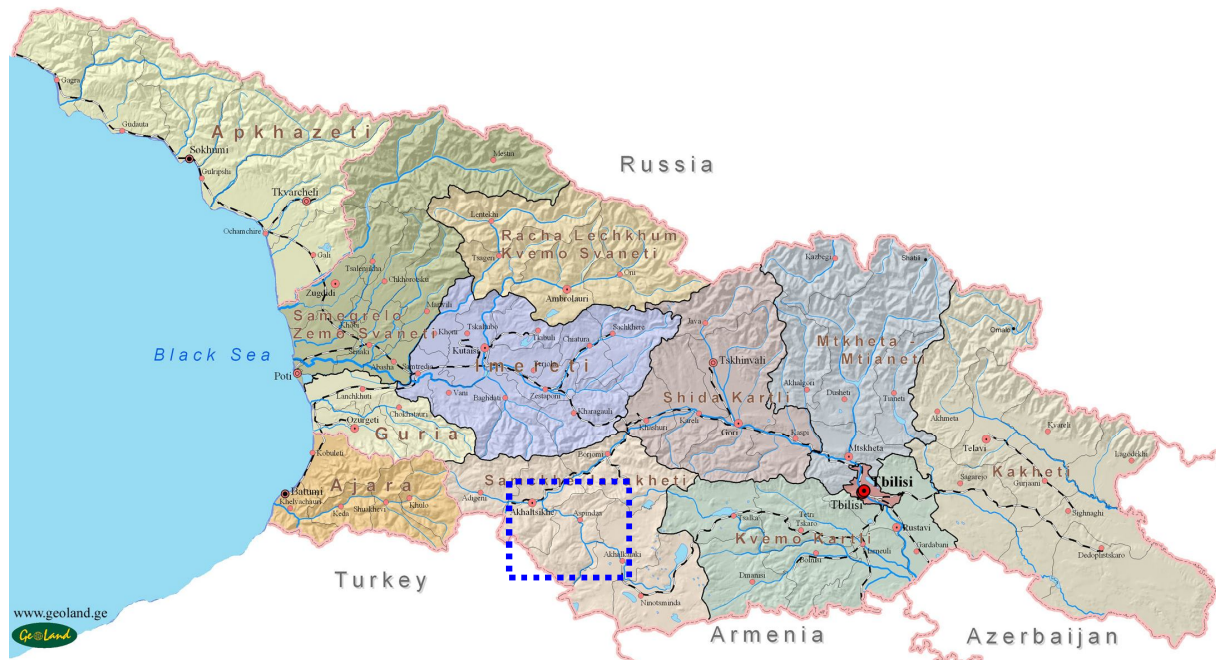 Gagra
Gudauta
Apkhazeti
Sokhumi
Gulripshi
Mestia
Russia
Tkvarcheli
Ochamchire
Gali
Lentekhi
Racha Lechkhum
Kvemo Svaneti
Tsageri
Oni
Ambrolauri
Kazbegi
Shatili
Omalo
Tsalenjikha
Chkhorotsku
Zugdidi
Martvili
Samegrelo
Zemo Svaneti
Khobi
Senaki
Abasha
Samtredia
Khoni
Tskaltubo
Kutaisi
Tkibuli
Chiatura
Sachkhere
Imereti
Terjola
Zestaponi
Vani
Baghdati
Kharagauli
Java
Tskhinvali
Mtkheta -
Mtianeti
Akhalgori
Dusheti
Tianeti
Shida Kartli
Khashuri
Kareli
Gori
Kaspi
Mtskheta
Black Sea
Poti
Lanchkhuti
Chokhatauri
Ozurgeti
Guria
Kobuleti
Ajara
Batumi
Khelvachauri
Keda
Shuakhevi
Khulo
Borjomi
Adigeni
Akhaltsikhe
Aspindza
Akhalkalaki
Ninotsminda
Akhmeta
Kvareli
Telavi
Lagodekhi
Kakheti
Sagarejo
Gurjaani
Sighnaghi
Dedoplistskaro
Tbilisi
Tbilisi
Rustavi
Gardabani
Tsalka
Tetri
Tskaro
Kvemo Kartli
Marneuli
Bolnisi
Dmanisi
Turkey
Armenia
Azerbaijan
www.geoland.ge
GeoLand